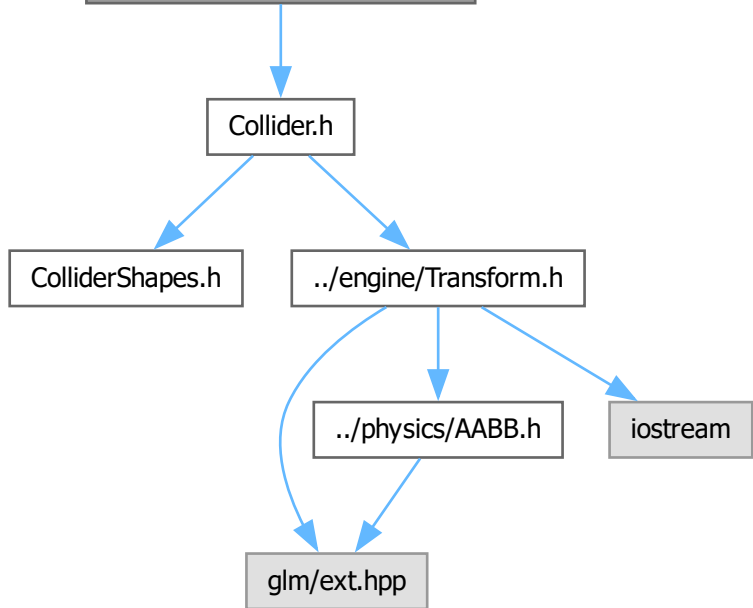 Collider.h
ColliderShapes.h
../engine/Transform.h
../physics/AABB.h
iostream
glm/ext.hpp